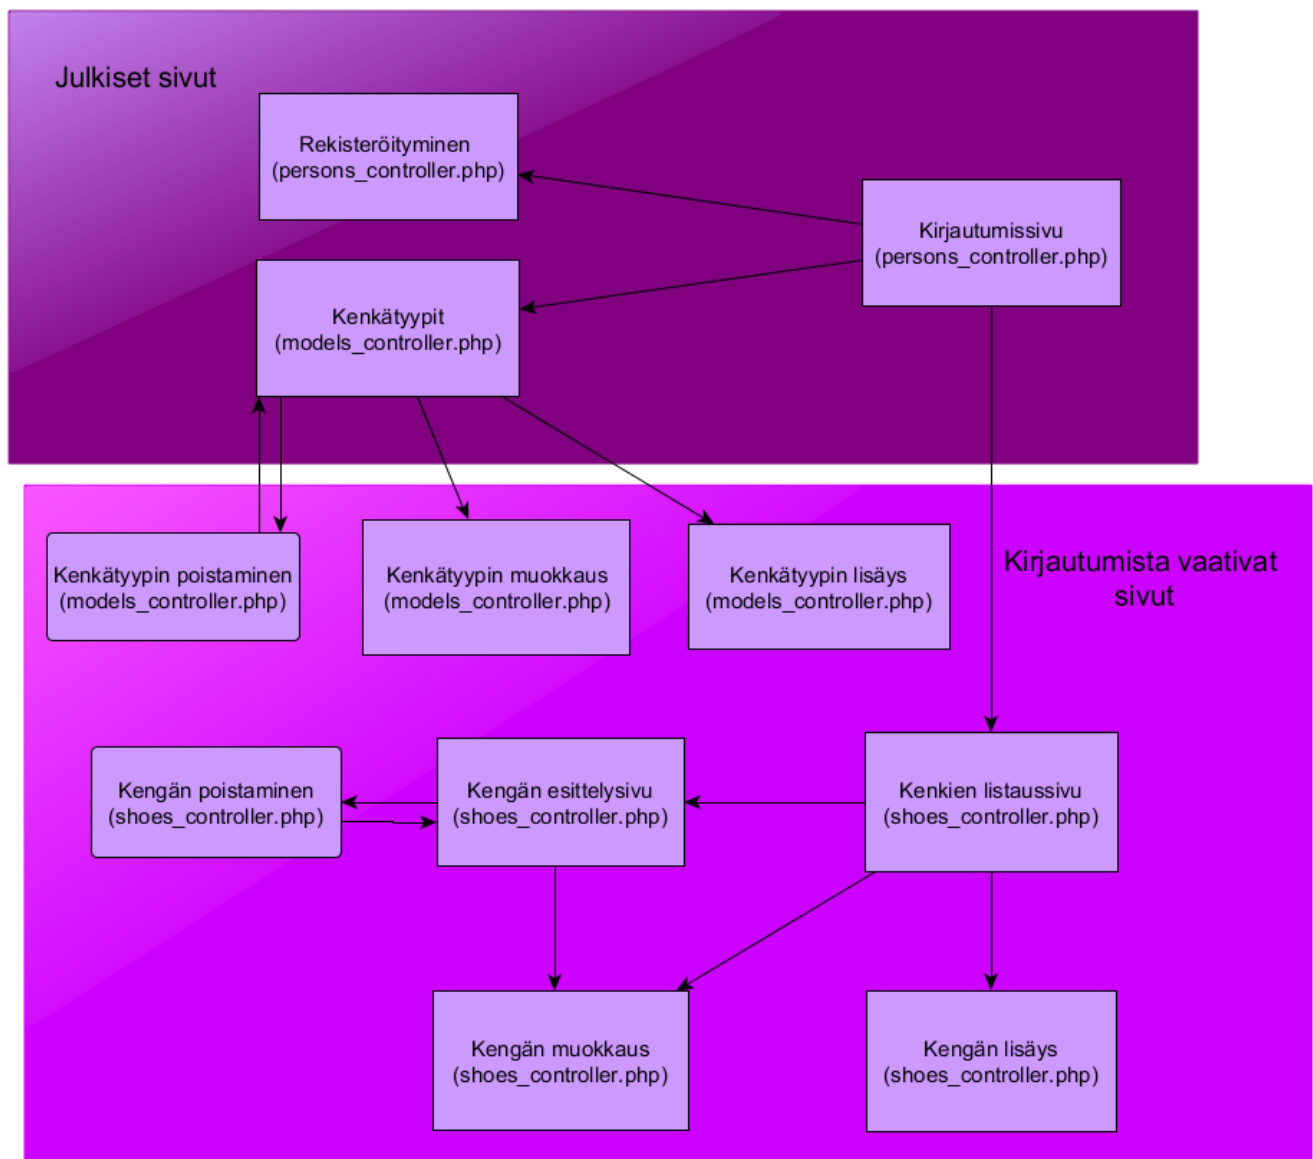 Julkiset sivut
Rekisteröityminen
(persons_controller.php)
Kirjautumissivu
(persons_controller.php)
Kenkätyypit
(models_controller.php)
Kirjautumista vaativat
sivut
Kenkätyypin poistaminen
(models_controller.php)
Kenkätyypin muokkaus
(models_controller.php)
Kenkätyypin lisäys
(models_controller.php)
Kengän poistaminen
(shoes_controller.php)
Kengän esittelysivu
(shoes_controller.php)
Kenkien listaussivu
(shoes_controller.php)
Kengän muokkaus
(shoes_controller.php)
Kengän lisäys
(shoes_controller.php)